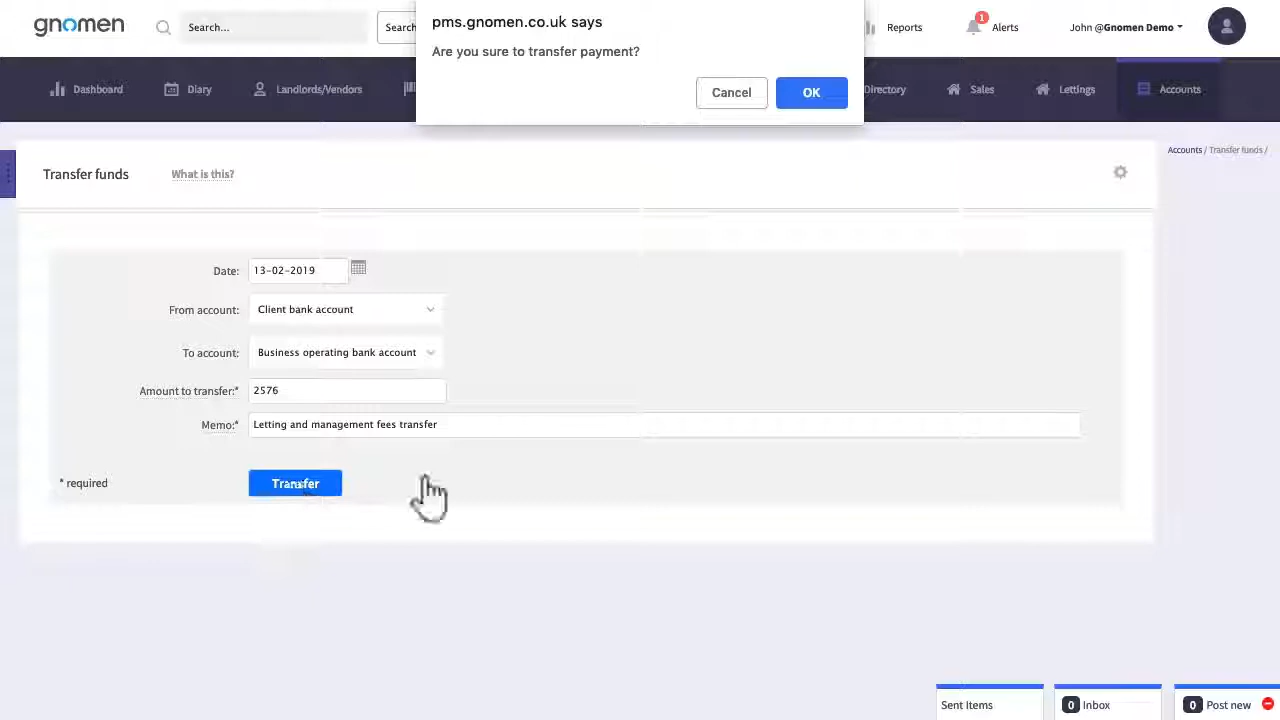 gnomen
Search...
Search
pms.gnomen.co.uk says
Are you sure to transfer payment?
Cancel
OK
Reports
1
Alerts
John @Gnomen Demo
Dashboard
Diary
Landlords/Vendors
Directory
Sales
Lettings
Accounts
Accounts / Transfer funds /
Transfer funds
What is this?
Date:
13-02-2019
From account:
Client bank account
To account:
Business operating bank account
Amount to transfer:*
2576
Memo:*
Letting and management fees transfer
* required
Transfer
Sent Items
0 Inbox
0 Post new